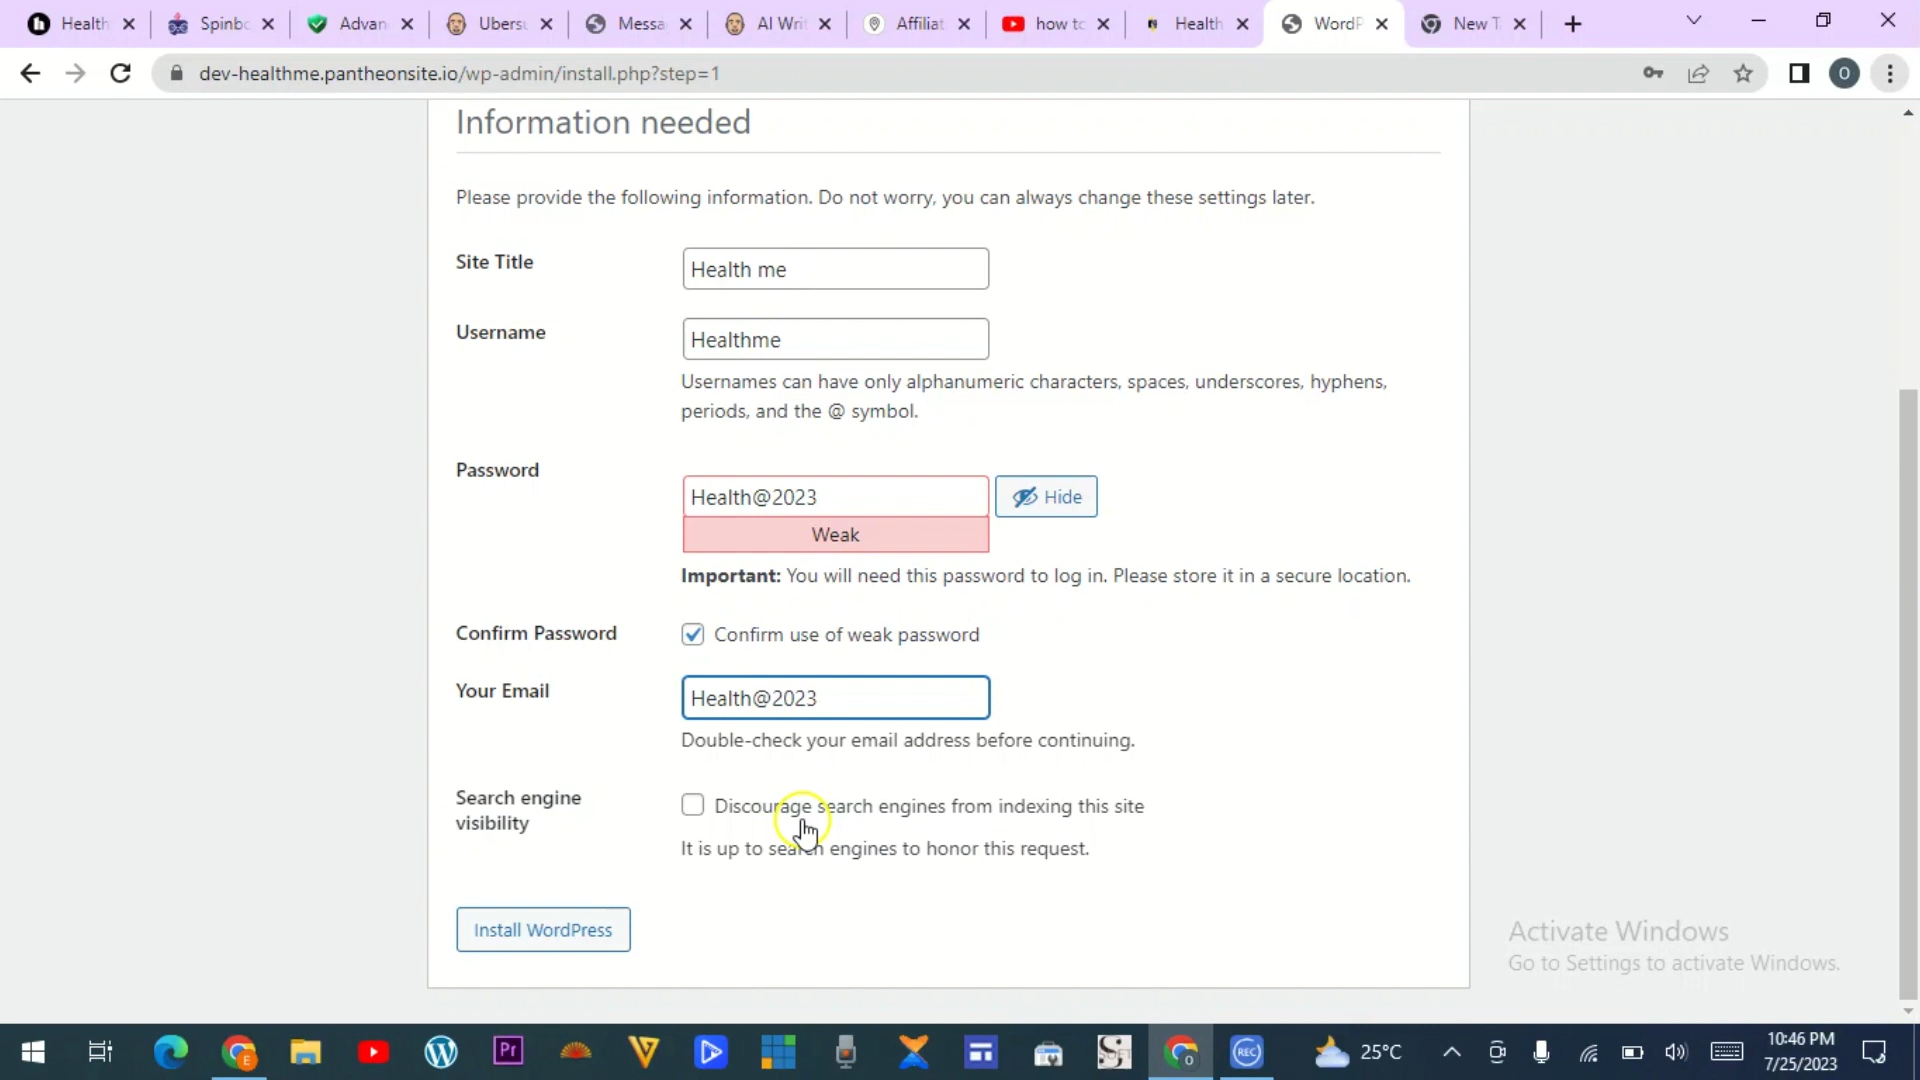 Health
Spinbo
Advan
Ubersu
Messa
AI Writ
Affiliat
how to
Health
WordP
New T
dev-healthme.pantheonsite.io/wp-admin/install.php?step=1
O
Information needed
Please provide the following information. Do not worry, you can always change these settings later.
Site Title
Health me
Username
Healthme
Usernames can have only alphanumeric characters, spaces, underscores, hyphens,
periods, and the @ symbol.
Password
Health@2023
Hide
Weak
Important: You will need this password to log in. Please store it in a secure location.
Confirm Password
Confirm use of weak password
Your Email
Health@2023
Double-check your email address before continuing.
Search engine
visibility
Discourage search engines from indexing this site
It is up to search engines to honor this request.
Install WordPress
Activate Windows
Go to Settings to activate Windows.
Pr
REC
25°C
10:46 PM
7/25/2023